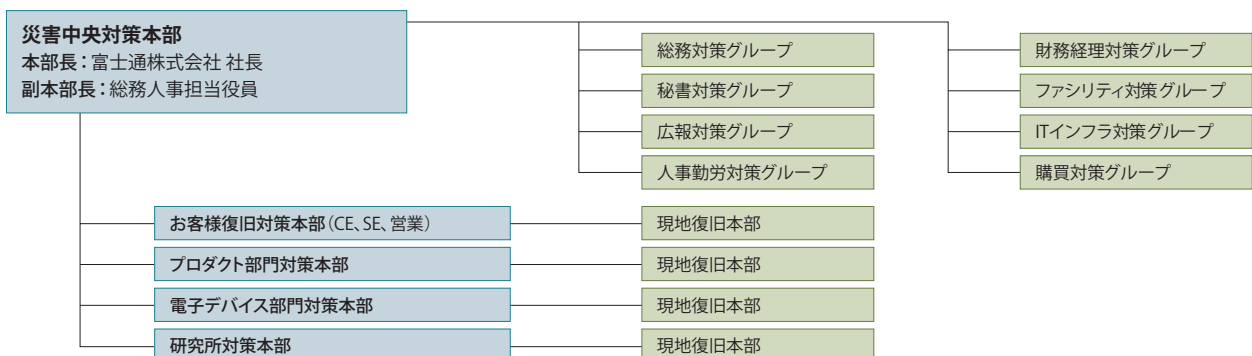 災害中央対策本部
本部長：富士通株式会社 社長
副本部長：総務人事担当役員
総務対策グループ
秘書対策グループ
広報対策グループ
人事勤労対策グループ
財務経理対策グループ
ファシリティ対策グループ
ITインフラ対策グループ
購買対策グループ
お客様復旧対策本部（CE、SE、営業） 現地復旧本部
プロダクト部門対策本部 現地復旧本部
電子デバイス部門対策本部 現地復旧本部
研究所対策本部 現地復旧本部